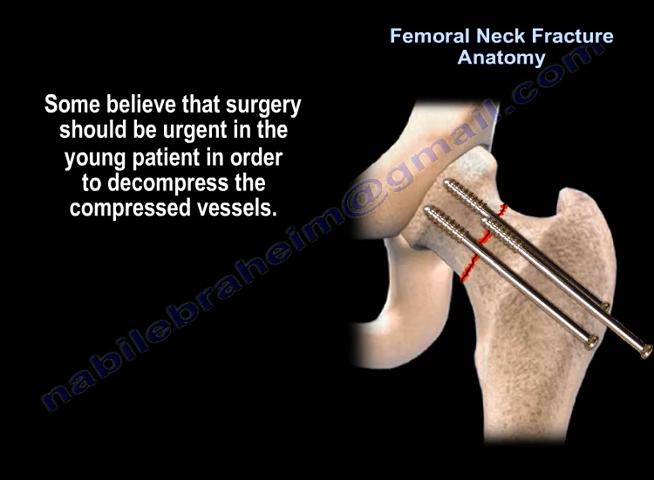 Femoral Neck Fracture
Anatomy
Some believe that surgery
should be urgent in the
young patient in order
to decompress the
compressed vessels.
nabilebraheim@gmail.com